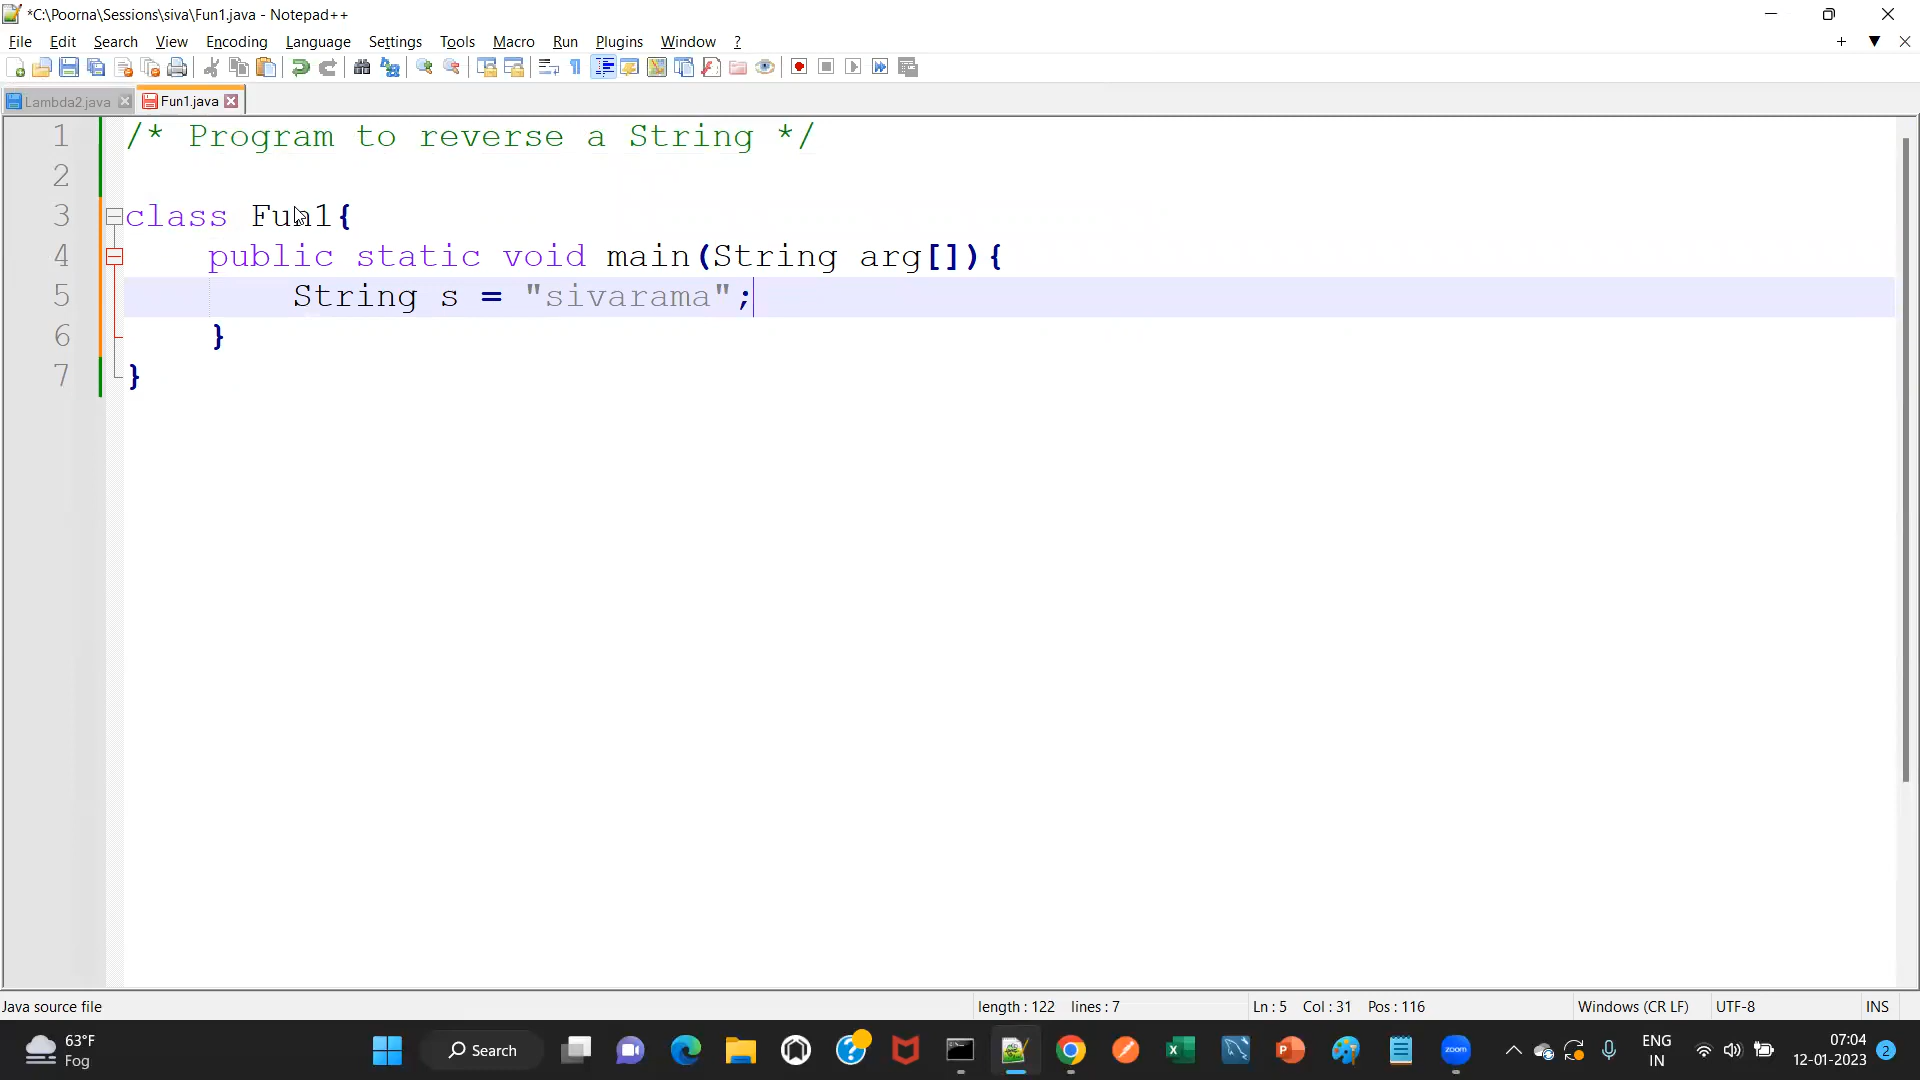 *C:\Poorna\Sessions\siva\Fun1.java - Notepad++
File Edit Search View Encoding Language Settings Tools Macro Run Plugins Window ?
Lambda2.java Fun1.java
1 /* Program to reverse a String */
2
3 class Fun1{
4 public static void main(String arg[]){
5 String s = "sivarama";
6 }
7 }
Java source file length : 122 lines : 7 Ln : 5 Col : 31 Pos : 116 Windows (CR LF) UTF-8 INS
63°F
Fog
Search
zoom
ENG
IN
07:04
12-01-2023
2